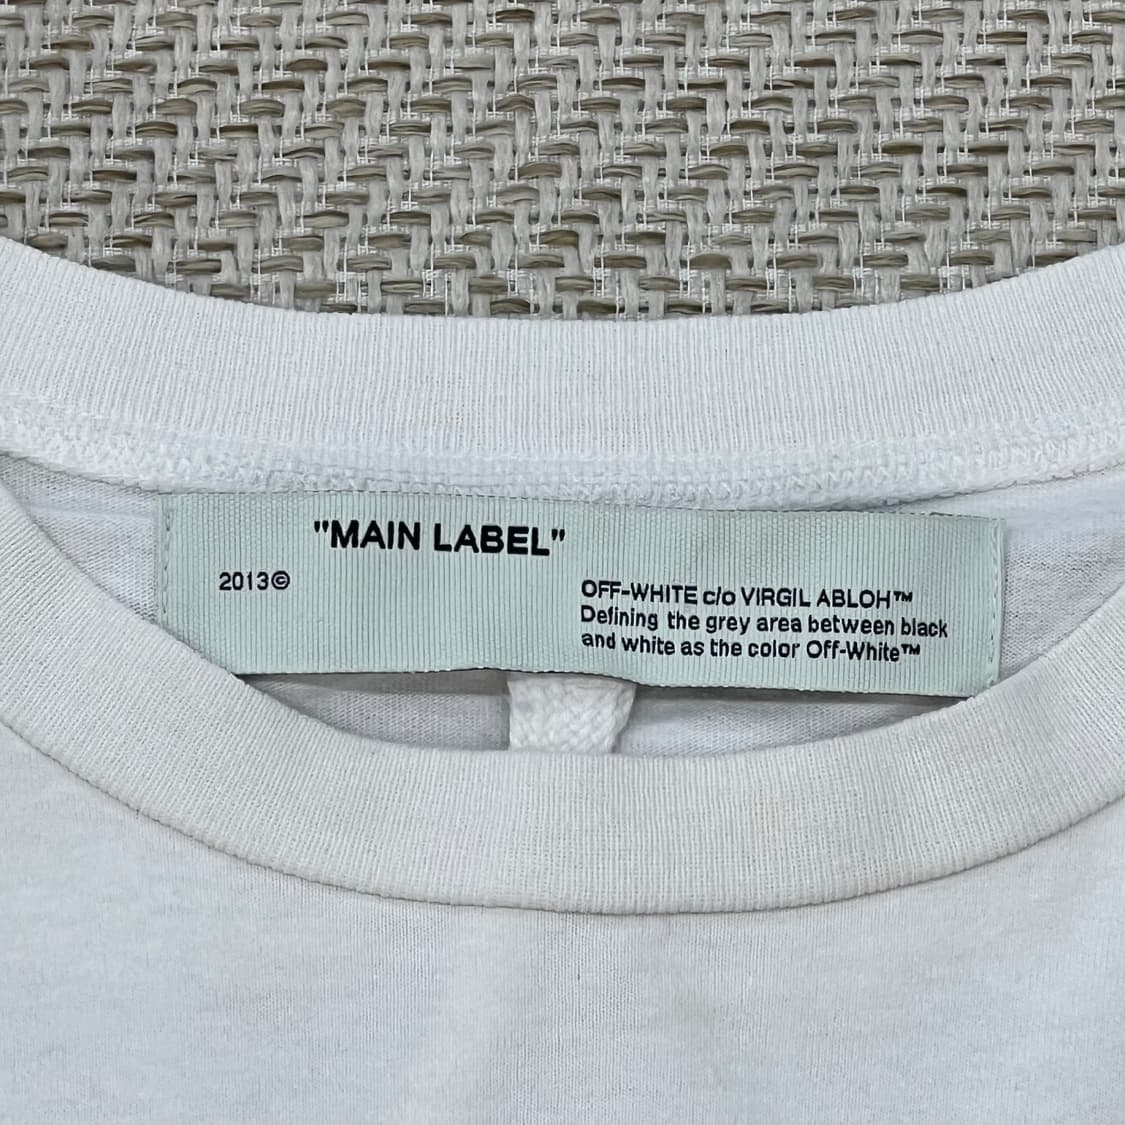 "MAIN LABEL"
2013©
OFF-WHITE c/o VIRGIL ABLOH™
Defining the grey area between black
and white as the color Off-White™